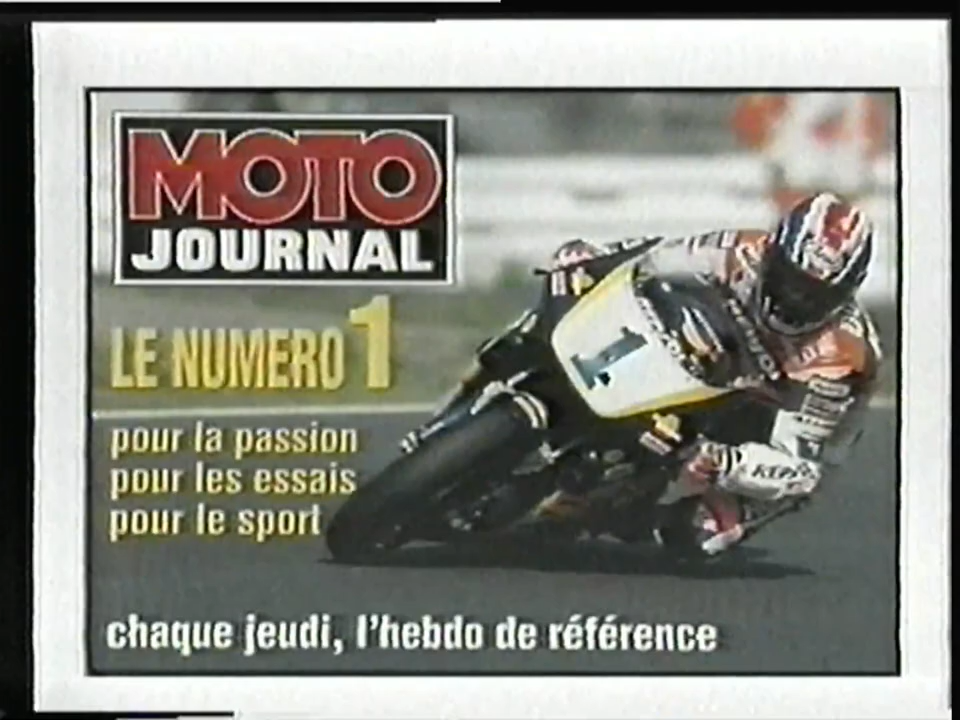 MOTO
JOURNAL
LE NUMERO 1
pour la passion
pour les essais
pour le sport
1
chaque jeudi, l'hebdo de référence